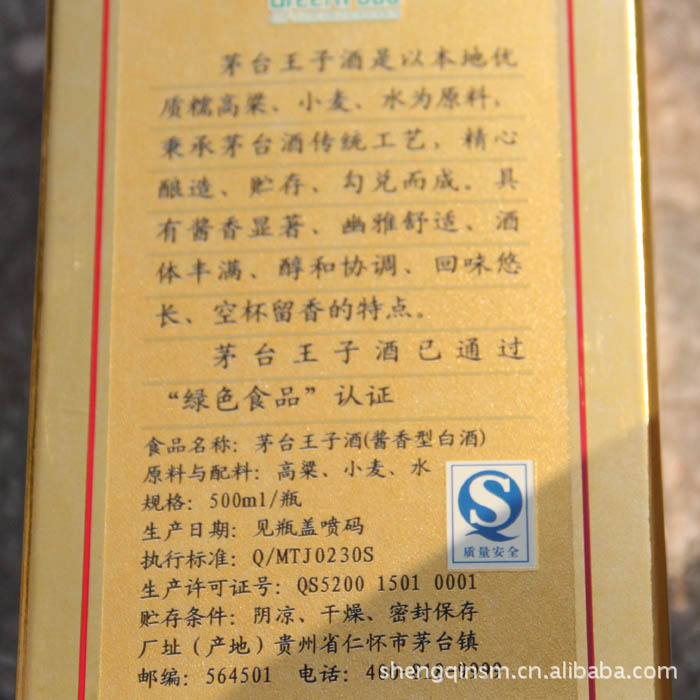 茅台王子酒是以本地优
质糯高粱、小麦、水为原料,
秉承茅台酒传统工艺,精心
酿造、贮存、勾兑而成。具
有酱香显著、幽雅舒适、酒
体丰满、醇和协调、回味悠
长、空杯留香的特点。
茅台王子酒已通过
“绿色食品”认证
食品名称:茅台王子酒(酱香型白酒)
原料与配料:高粱、小麦、水
规格:500ml/瓶
生产日期:见瓶盖喷码
执行标准:Q/MTJ0230S
生产许可证号:QS5200 1501 0001
贮存条件:阴凉、干燥、密封保存
厂址(产地)贵州省仁怀市茅台镇
邮编:564501 电话:
质量安全
shengqihsm.cn.alibaba.com